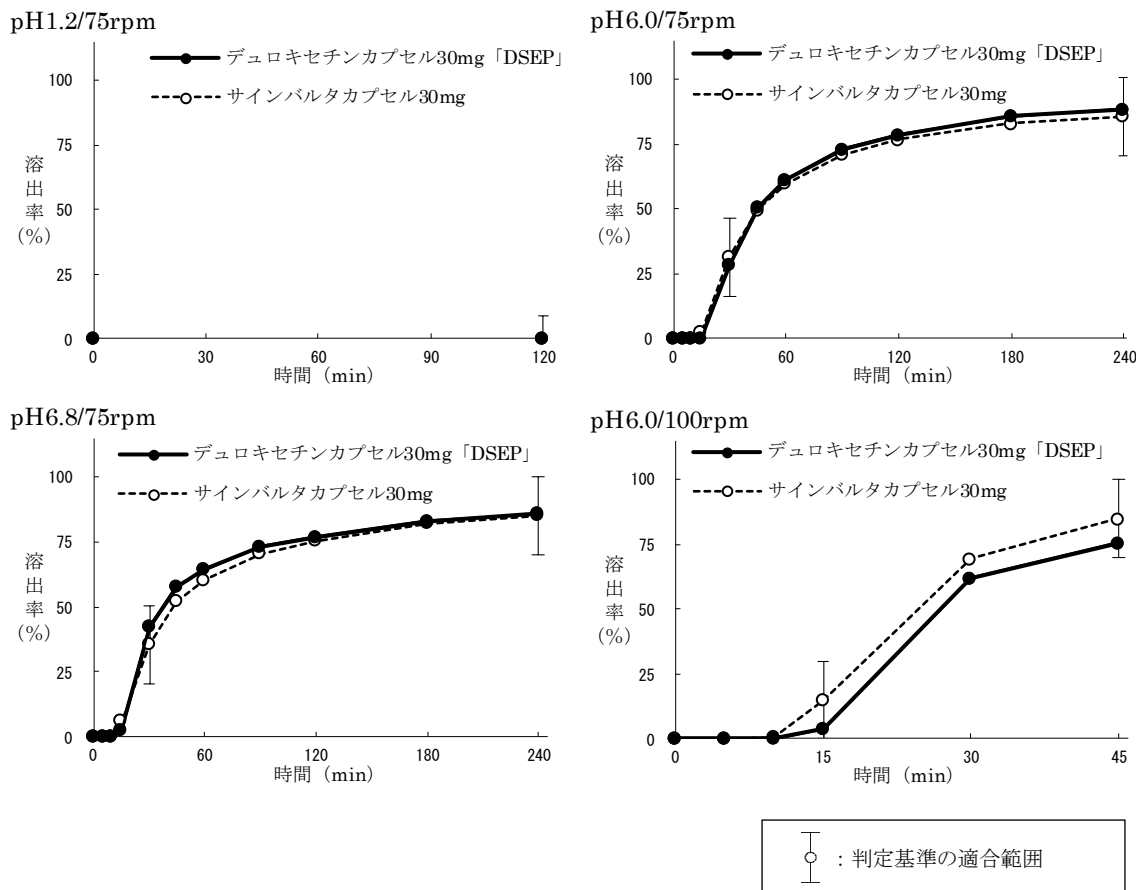 pH1.2/75rpm
デュロキセチンカプセル30mg「DSEP」
サインバルタカプセル30mg
100
75
50
25
0
溶出率(%)
0 30 60 90 120
時間 (min)
pH6.0/75rpm
デュロキセチンカプセル30mg「DSEP」
サインバルタカプセル30mg
100
75
50
25
0
溶出率(%)
0 60 120 180 240
時間 (min)
pH6.8/75rpm
デュロキセチンカプセル30mg「DSEP」
サインバルタカプセル30mg
100
75
50
25
0
溶出率(%)
0 60 120 180 240
時間 (min)
pH6.0/100rpm
デュロキセチンカプセル30mg「DSEP」
サインバルタカプセル30mg
100
75
50
25
0
溶出率(%)
0 15 30 45
時間 (min)
：判定基準の適合範囲